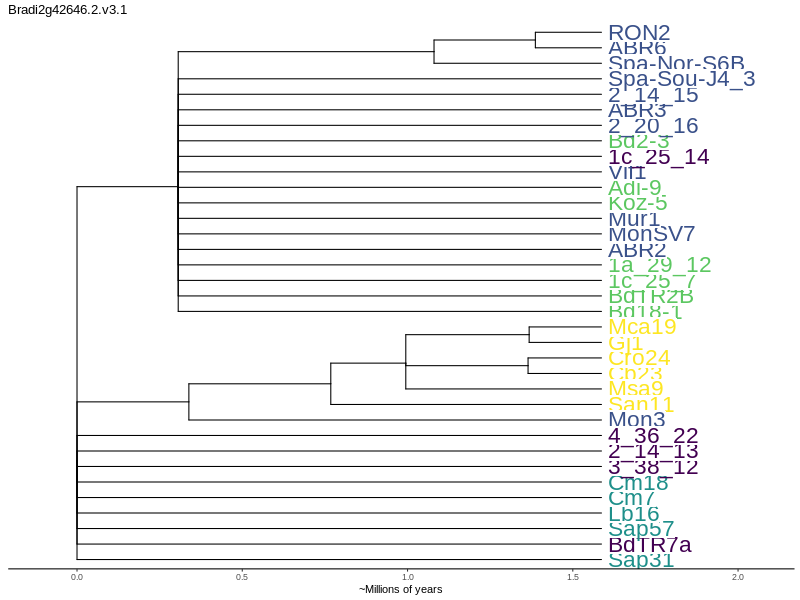 Bradi2g42646.2.v3.1
RON2
ABR6
Spa-Nor-S6B
Spa-Sou-J4_3
2_14_15
ABR3
2_20_16
Bd2-3
1c_25_14
Vil1
Adi-9
Koz-5
Mur1
MonSV7
ABR2
1a_29_12
1c_25_7
BdTR2B
Bd18-1
Mca19
Gi1
Cro24
Cb23
Msa9
San11
Mon3
4_36_22
2_14_13
3_38_12
Cm18
Cm7
Lb16
Sap57
BdTR7a
Sap31
0.0 0.5 1.0 1.5 2.0
~Millions of years